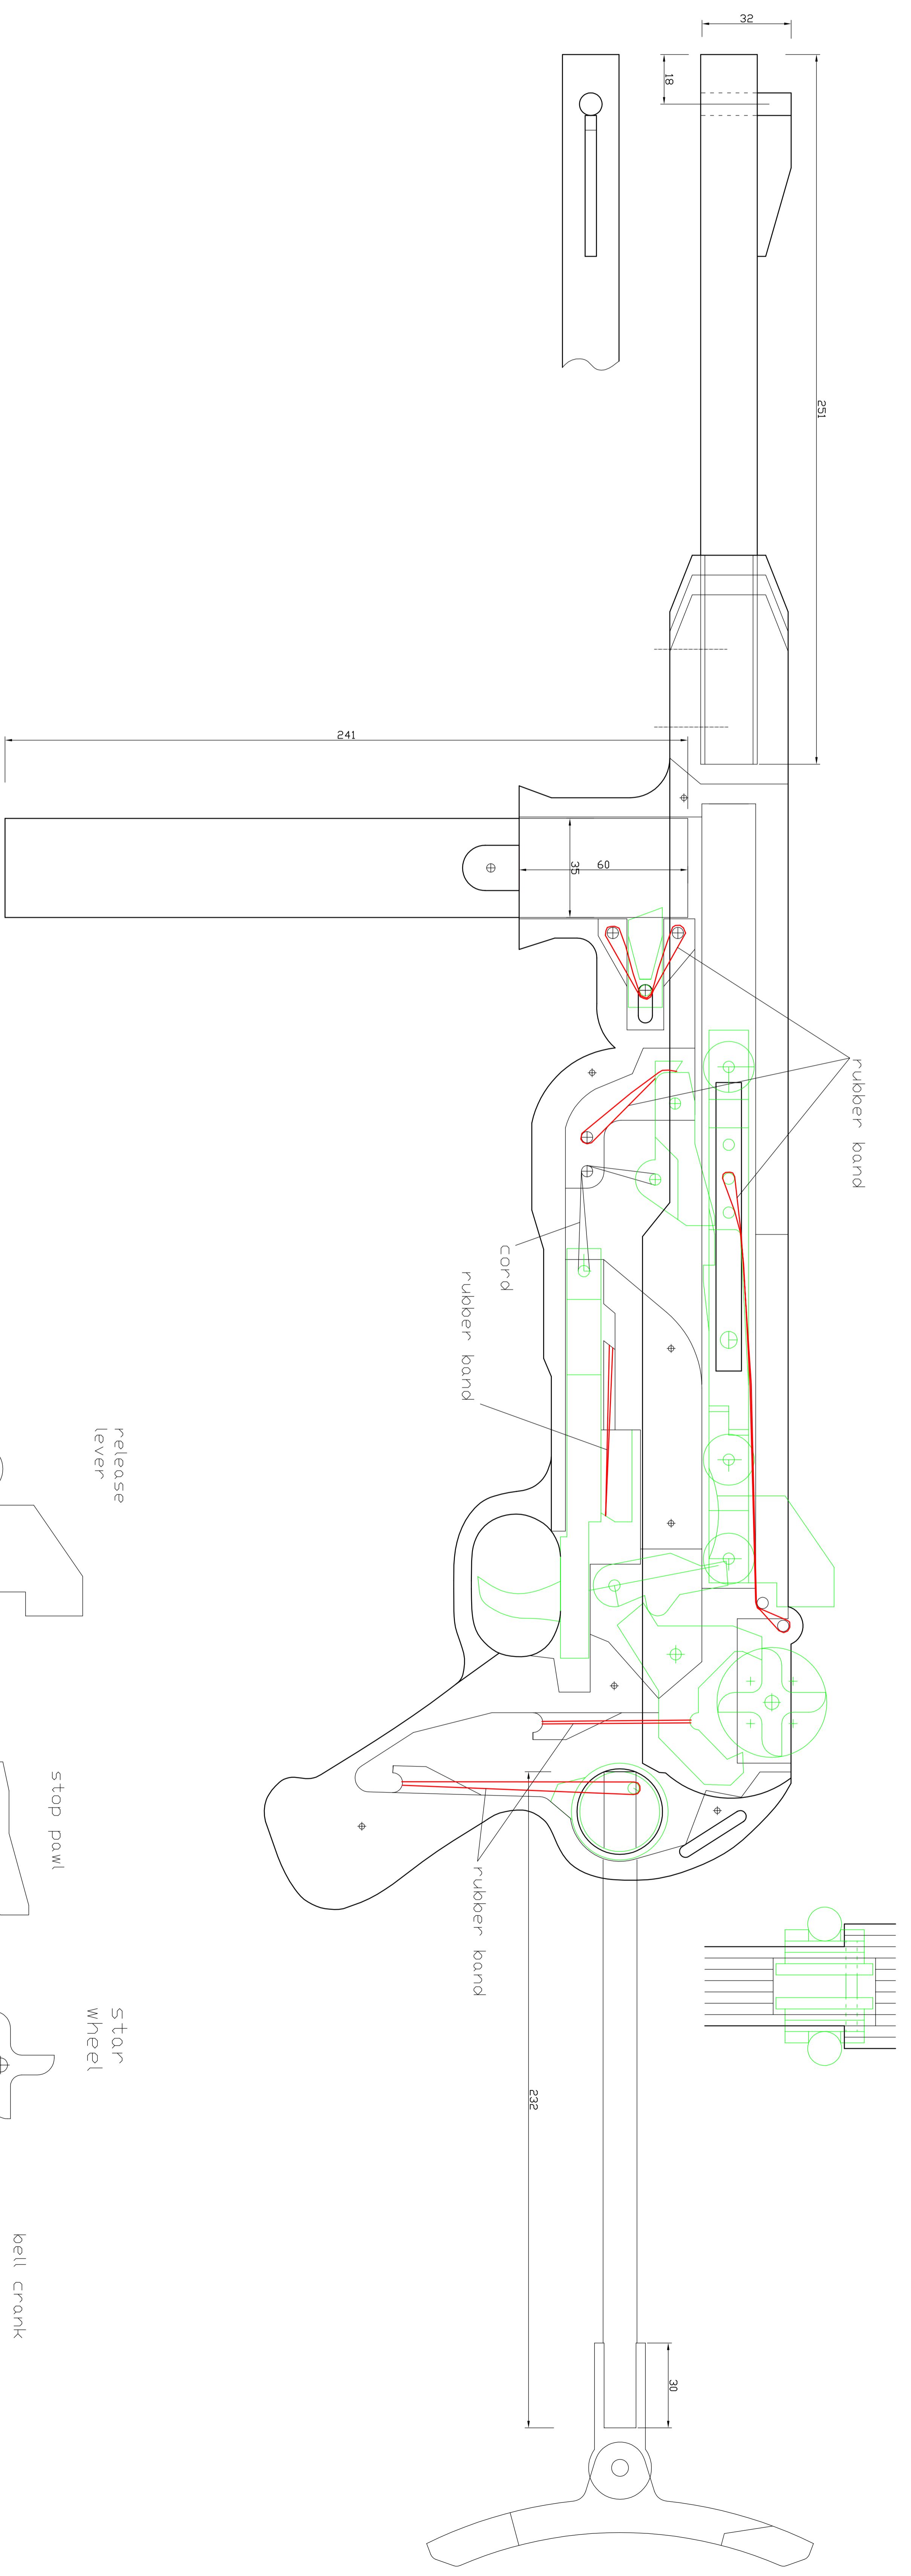 32
18
251
241
60
35
rubber band
cord
rubber band
release
lever
stop pawl
rubber band
star
wheel
232
bell crank
30